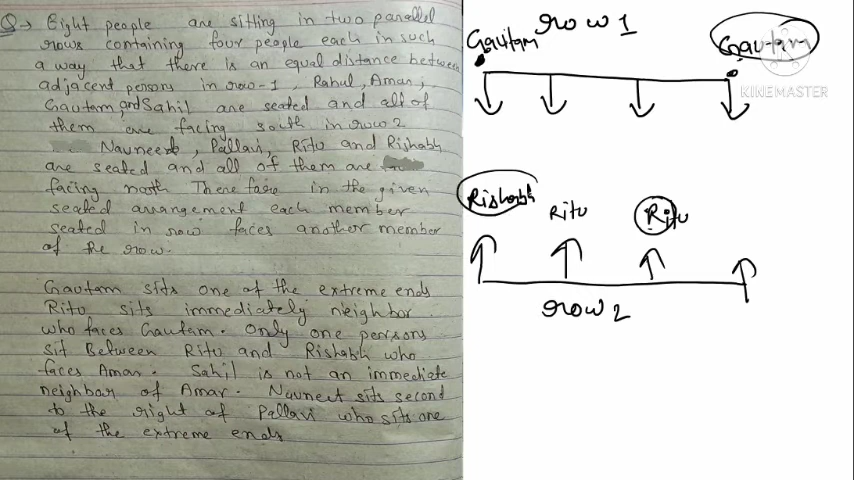 Q→ Eight people are sitting in two parallel
rows containing four people each in such
a way that there is an equal distance between
adjacent persons in row-1, Rahul, Aman,
Gautam, and Sahil are seated and all of
them are facing south in row 2
Navneet, Pallavi, Ritu and Rishabh
are seated and all of them are
facing north There fare in the given
seated arrangement each member
seated in row faces another member
of the row.
Gautam sits one of the extreme ends
Ritu sits immediately neighbor
who faces Gautam. Only one persons
sit Between Ritu and Rishabh who
faces Amar. Sahil is not an immediate
neighbar of Amar. Navneet sits second
to the right of Pallavi who sits one
of the extreme ends
row 1
Gautam
Gautam
KINEMASTER
Rishabh
Ritu
Ritu
row 2